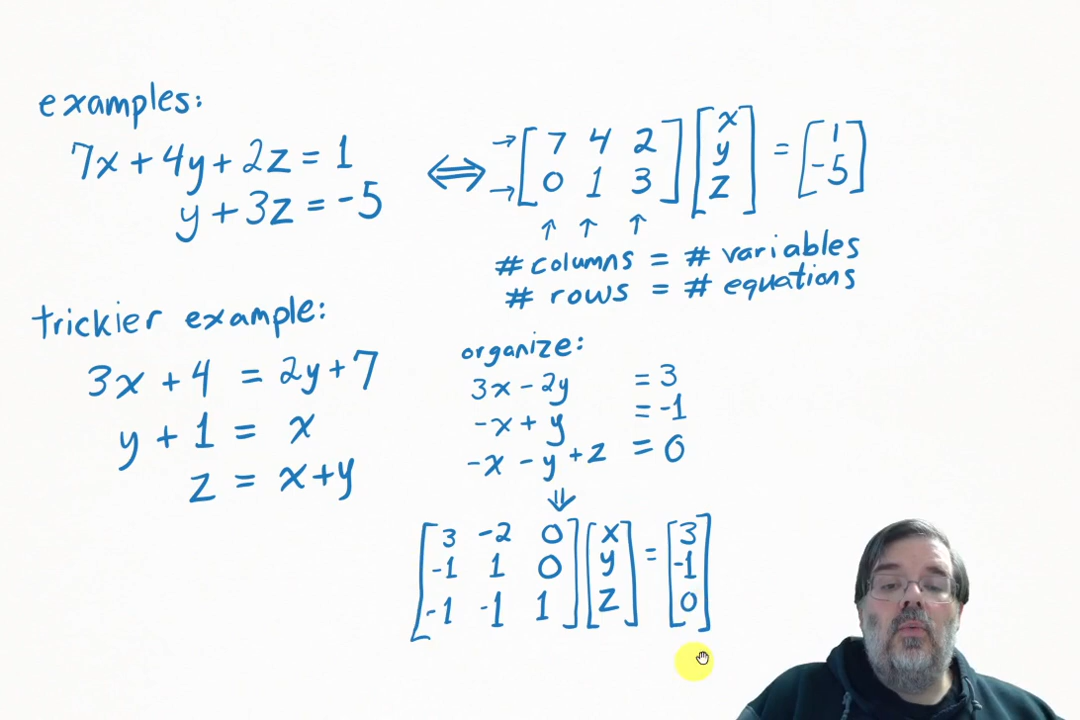 examples:
7x + 4y + 2z = 1
y + 3z = -5
⇔
→ [ 7 4 2 ] [ x ] = [ 1 ]
→ [ 0 1 3 ] [ y ] [ -5 ]
[ z ]
↑ ↑ ↑
# columns = # variables
# rows = # equations
trickier example:
3x + 4 = 2y + 7
y + 1 = x
z = x + y
organize:
3x - 2y = 3
-x + y = -1
-x - y + z = 0
⇓
[ 3 -2 0 ] [ x ] = [ 3 ]
[ -1 1 0 ] [ y ] [ -1 ]
[ -1 -1 1 ] [ z ] [ 0 ]